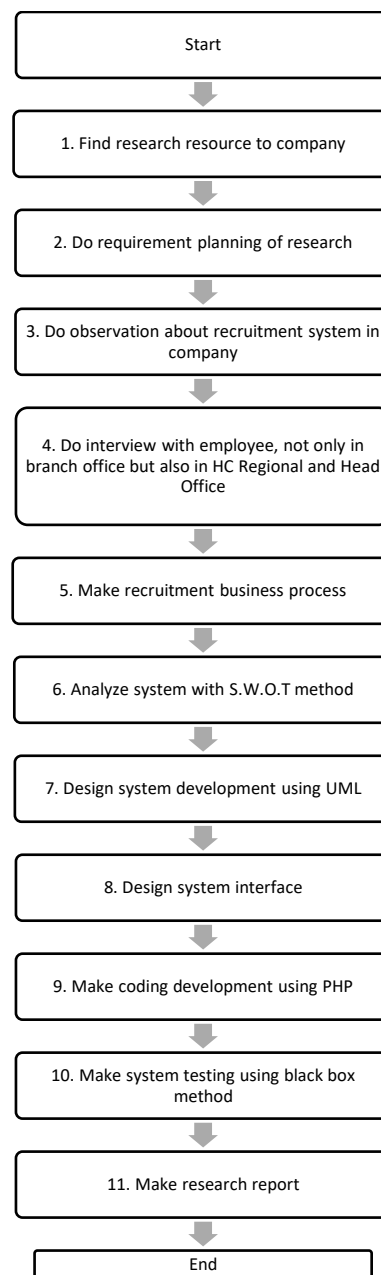 Start
1. Find research resource to company
2. Do requirement planning of research
3. Do observation about recruitment system in
company
4. Do interview with employee, not only in
branch office but also in HC Regional and Head
Office
5. Make recruitment business process
6. Analyze system with S.W.O.T method
7. Design system development using UML
8. Design system interface
9. Make coding development using PHP
10. Make system testing using black box
method
11. Make research report
End